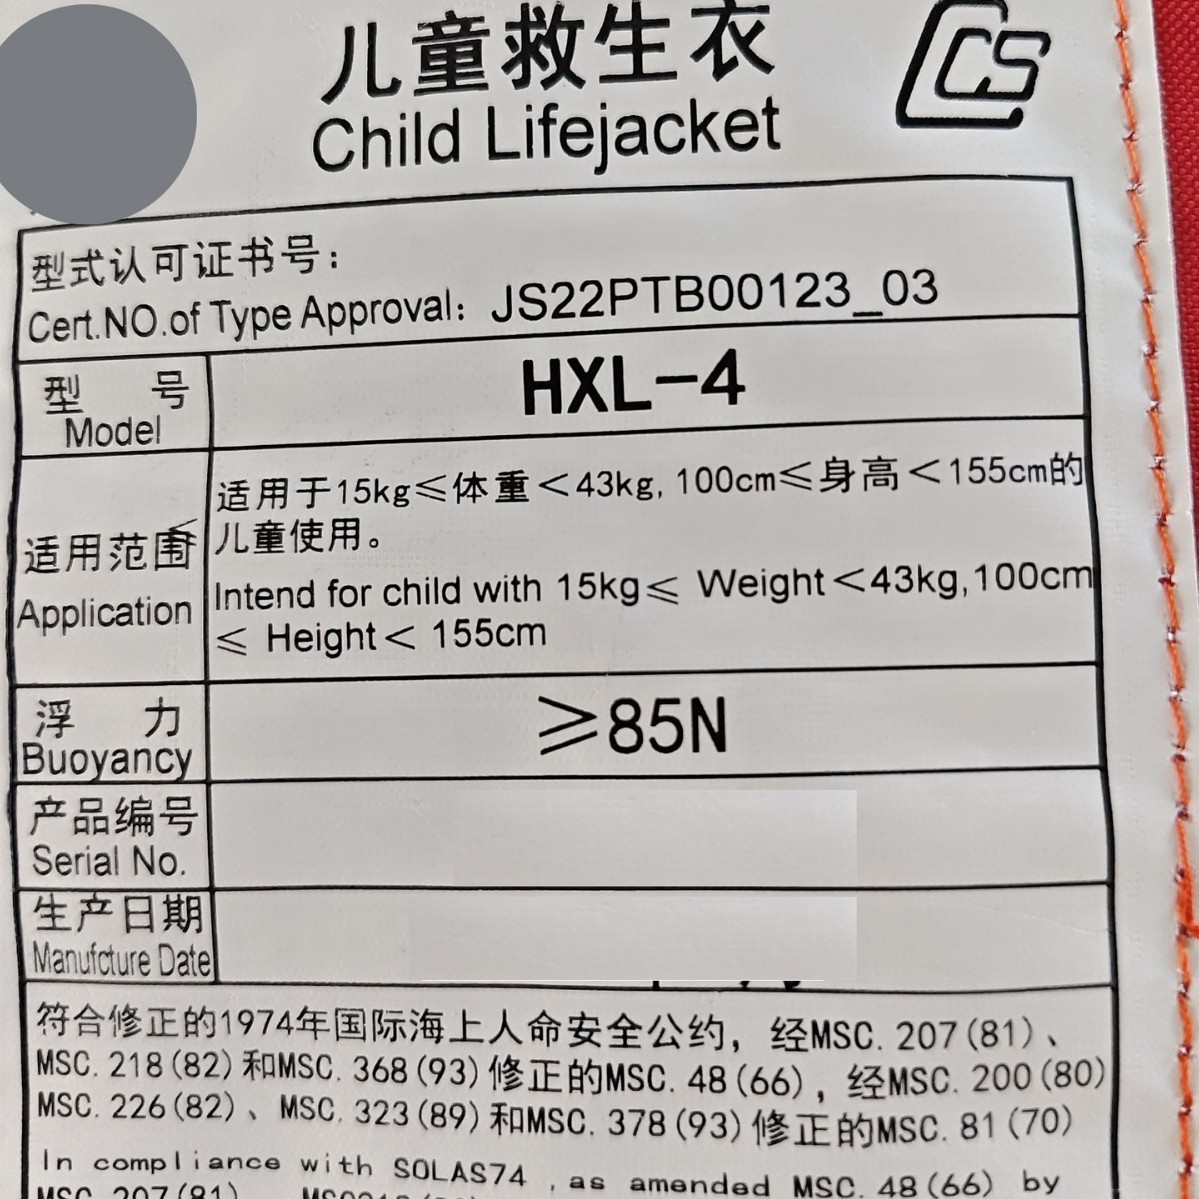 儿童救生衣
CCS
Child Lifejacket
型式认可证书号:
Cert.NO.of Type Approval: JS22PTB00123_03
型 号
Model
HXL-4
适用范围
Application
适用于15kg≤体重<43kg, 100cm≤身高<155cm的
儿童使用。
Intend for child with 15kg≤ Weight<43kg,100cm
≤ Height< 155cm
浮 力
Buoyancy
≥85N
产品编号
Serial No.
生产日期
Manufcture Date
符合修正的1974年国际海上人命安全公约, 经MSC. 207(81)、
MSC. 218(82)和MSC. 368(93)修正的MSC. 48(66), 经MSC. 200(80)
MSC. 226(82)、MSC. 323(89)和MSC. 378(93)修正的MSC. 81(70)
In compliance with SOLAS74 ,as amended MSC. 48(66) by
MSC. 207(81)